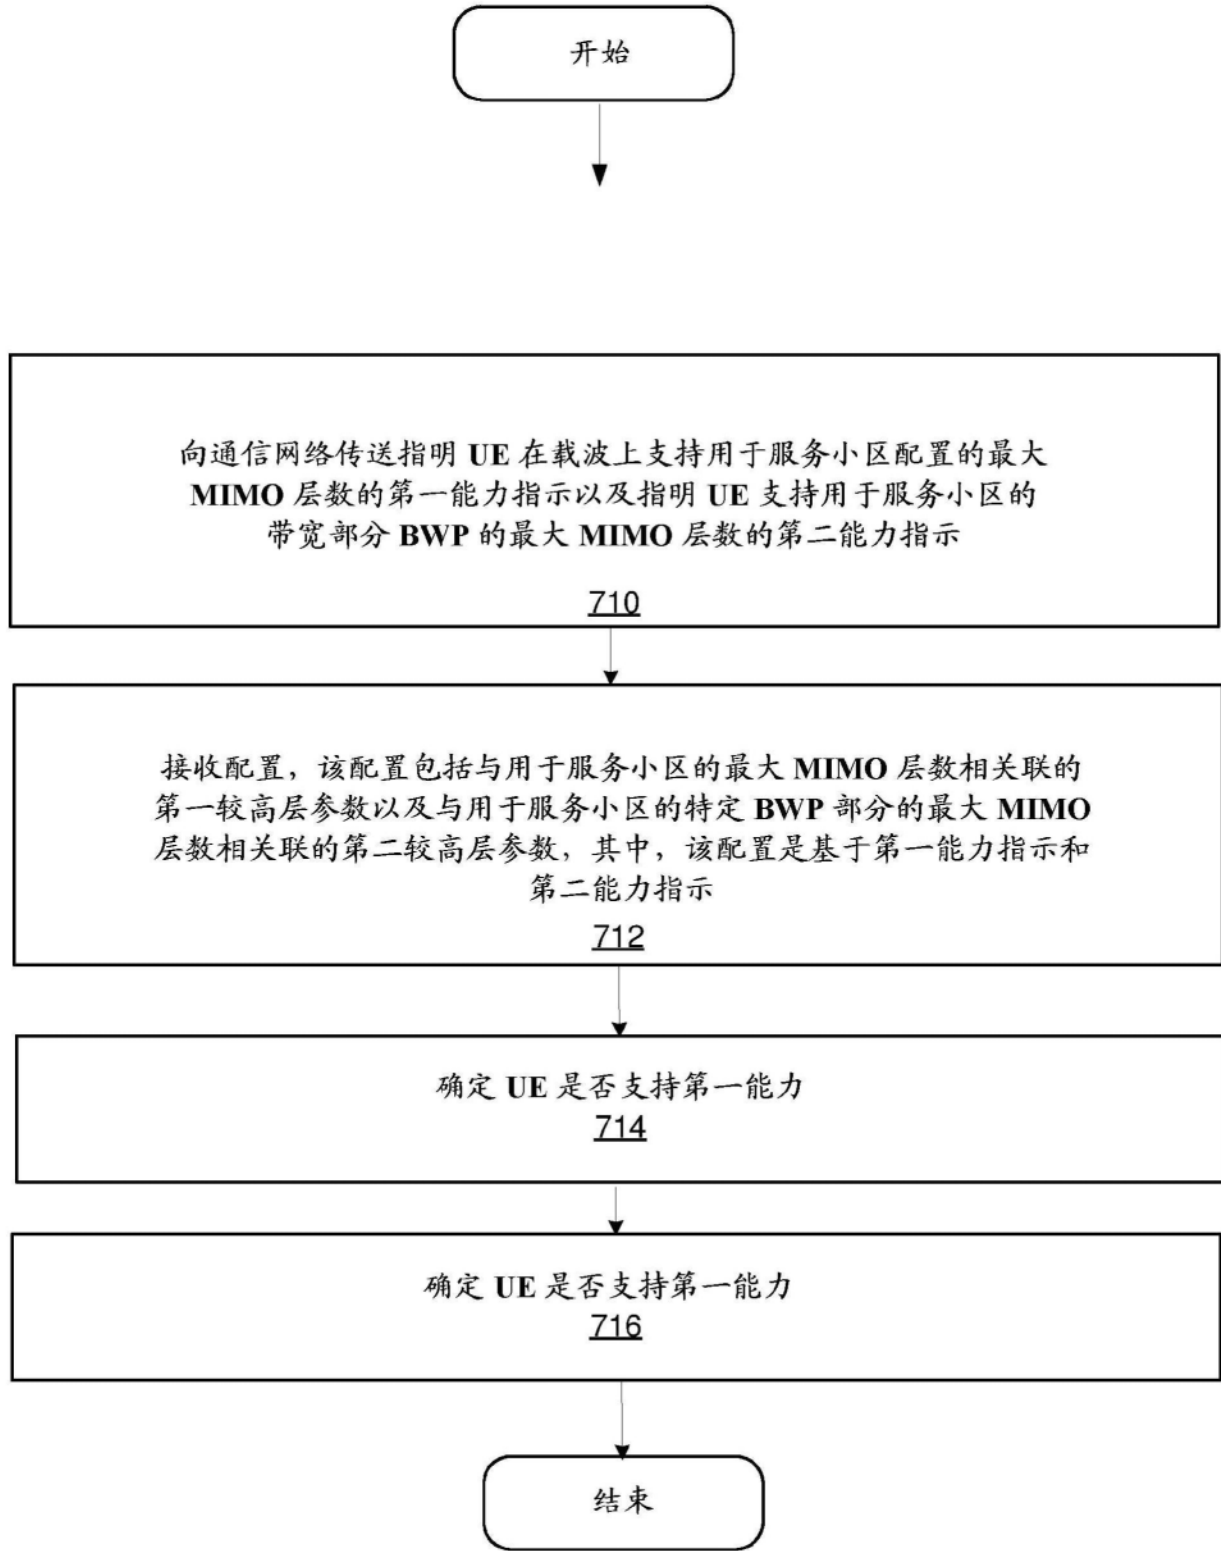 开始
向通信网络传送指明 UE 在载波上支持用于服务小区配置的最大
MIMO 层数的第一能力指示以及指明 UE 支持用于服务小区的
带宽部分 BWP 的最大 MIMO 层数的第二能力指示
710
接收配置，该配置包括与用于服务小区的最大 MIMO 层数相关联的
第一较高层参数以及与用于服务小区的特定 BWP 部分的最大 MIMO
层数相关联的第二较高层参数，其中，该配置是基于第一能力指示和
第二能力指示
712
确定 UE 是否支持第一能力
714
确定 UE 是否支持第一能力
716
结束